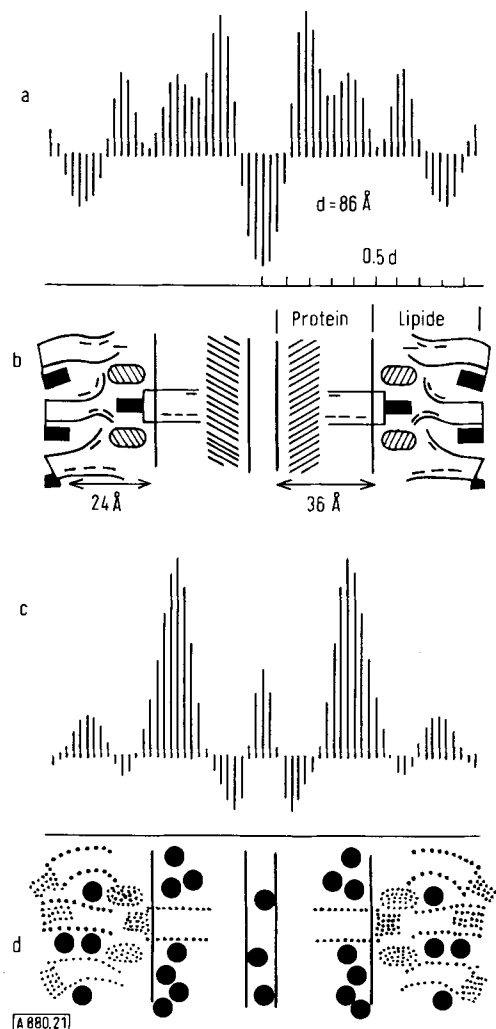 a
d = 86 Å
0.5 d
Protein
Lipide
b
24 Å
36 Å
c
d
A 880.21